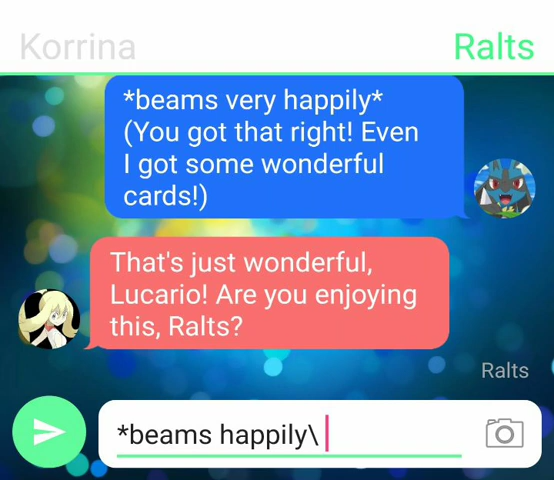 Korrina
Ralts
*beams very happily*
(You got that right! Even
I got some wonderful
cards!)
That's just wonderful,
Lucario! Are you enjoying
this, Ralts?
Ralts
*beams happily\